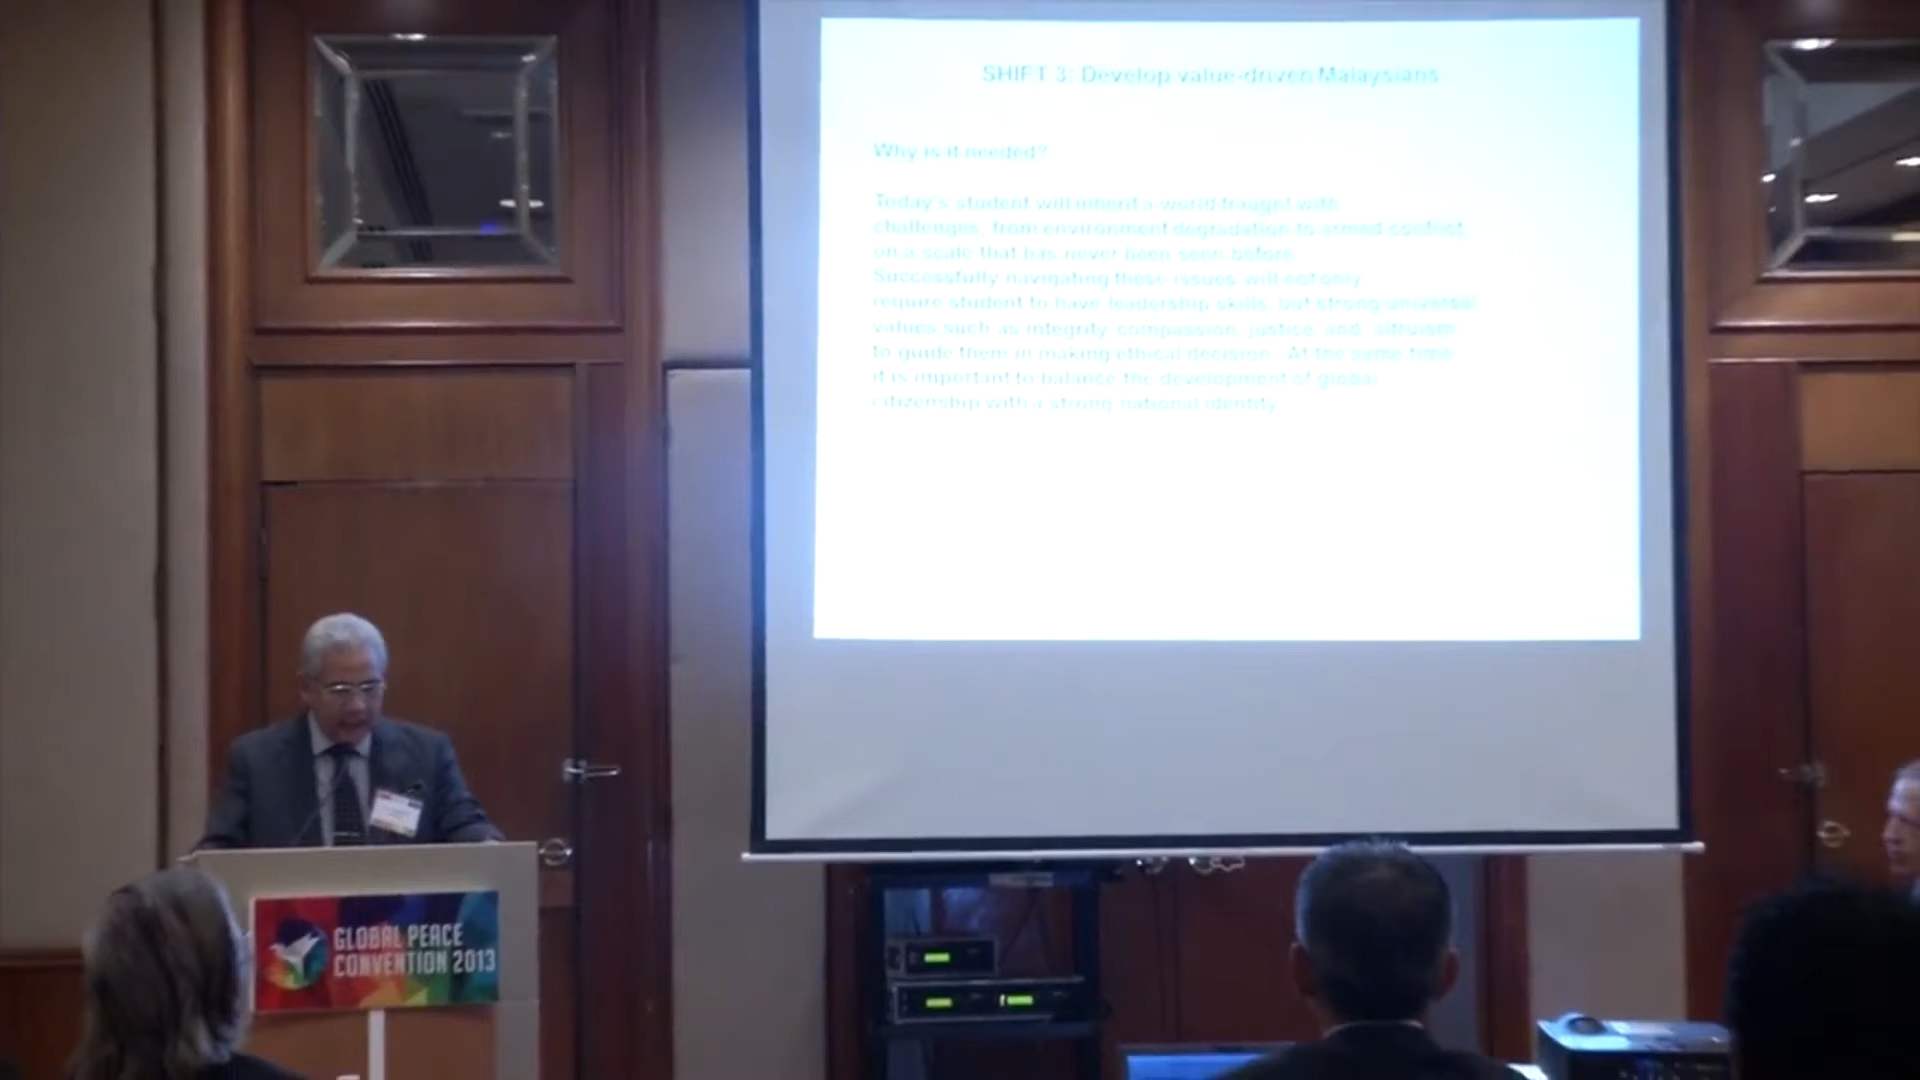 SHIFT 3: Develop value-driven Malaysians
Why is it needed?
Today's student will inherit a world fraught with
challenges, from environment degradation to armed conflict,
on a scale that has never been seen before.
Successfully navigating these issues will not only
require student to have leadership skills, but strong universal
values such as integrity, compassion, justice, and altruism
to guide them in making ethical decision. At the same time
it is important to balance the development of global
citizenship with a strong national identity.
GLOBAL PEACE
CONVENTION 2013